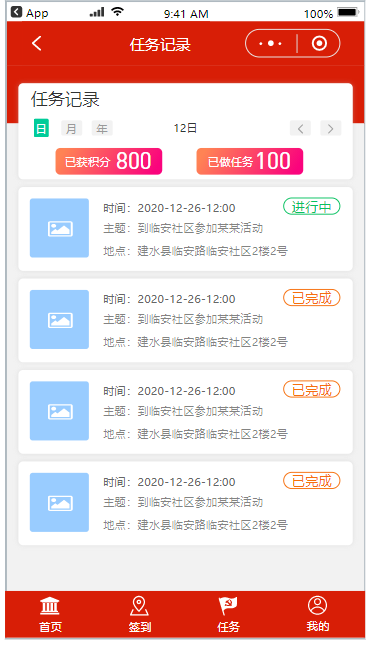 App 9:41 AM 100%
任务记录
任务记录
日 月 年 12日
已获积分 800 已做任务 100
时间：2020-12-26-12:00 进行中
主题：到临安社区参加某某活动
地点：建水县临安路临安社区2楼2号
时间：2020-12-26-12:00 已完成
主题：到临安社区参加某某活动
地点：建水县临安路临安社区2楼2号
时间：2020-12-26-12:00 已完成
主题：到临安社区参加某某活动
地点：建水县临安路临安社区2楼2号
时间：2020-12-26-12:00 已完成
主题：到临安社区参加某某活动
地点：建水县临安路临安社区2楼2号
首页 签到 任务 我的